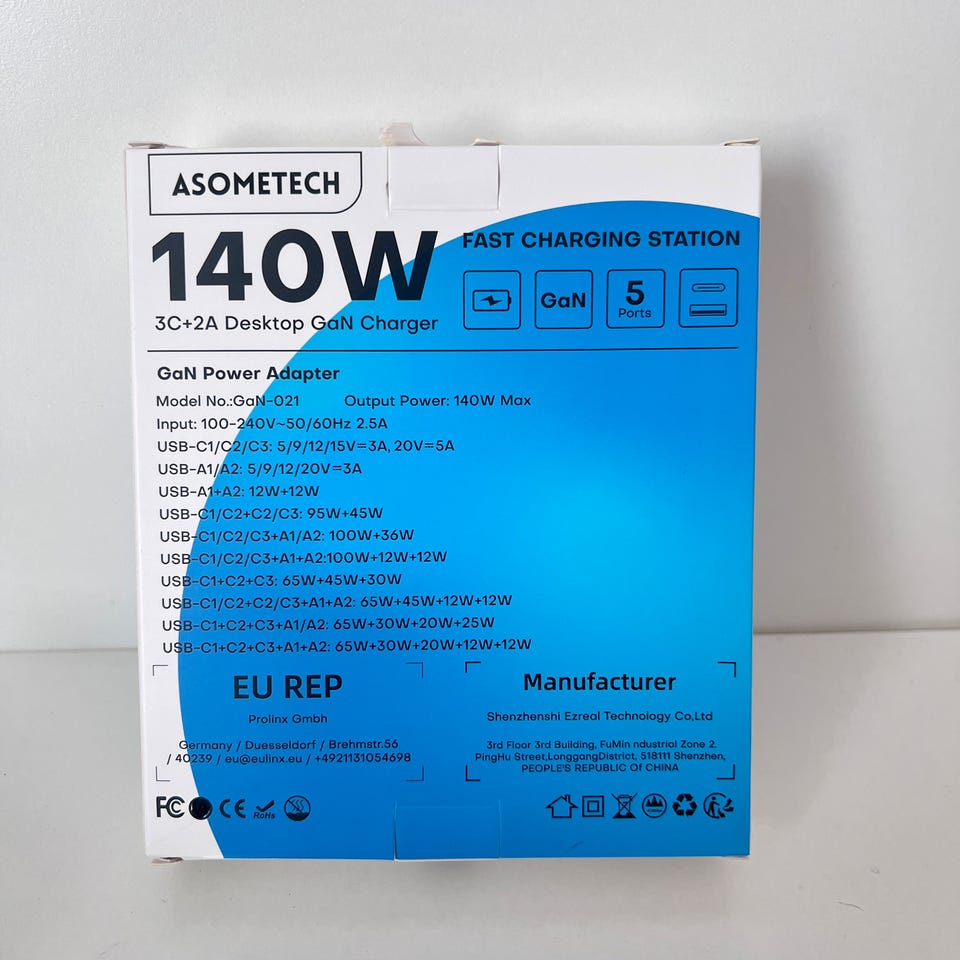 ASOMETECH
140W
3C+2A Desktop GaN Charger
FAST CHARGING STATION
GaN
5
Ports
GaN Power Adapter
Model No.:GaN-021 Output Power: 140W Max
Input: 100-240V~50/60Hz 2.5A
USB-C1/C2/C3: 5/9/12/15V=3A, 20V=5A
USB-A1/A2: 5/9/12/20V=3A
USB-A1+A2: 12W+12W
USB-C1/C2+C2/C3: 95W+45W
USB-C1/C2/C3+A1/A2: 100W+36W
USB-C1/C2/C3+A1+A2:100W+12W+12W
USB-C1+C2+C3: 65W+45W+30W
USB-C1/C2+C2/C3+A1+A2: 65W+45W+12W+12W
USB-C1+C2+C3+A1/A2: 65W+30W+20W+25W
USB-C1+C2+C3+A1+A2: 65W+30W+20W+12W+12W
EU REP
Prolinx Gmbh
Germany / Duesseldorf / Brehmstr.56
/ 40239 / eu@eulinx.eu / +4921131054698
Manufacturer
Shenzhenshi Ezreal Technology Co,Ltd
3rd Floor 3rd Building, FuMin ndustrial Zone 2.
PingHu Street,LonggangDistrict, 518111 Shenzhen,
PEOPLE'S REPUBLIC Of CHINA
FC CE RoHs